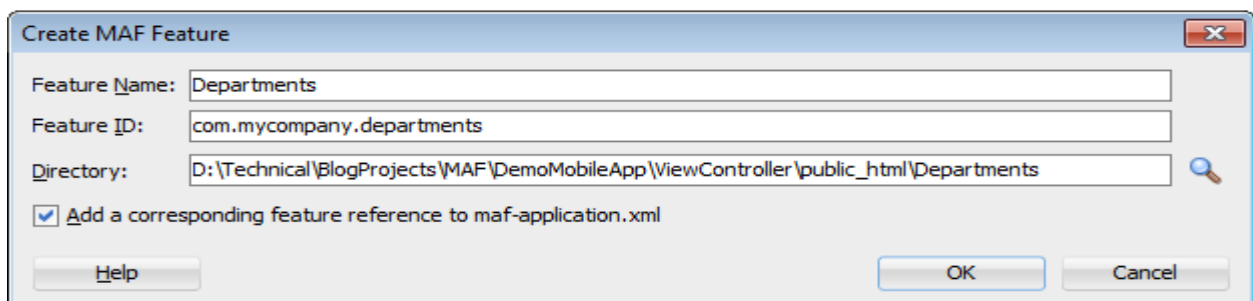 Create MAF Feature
Feature Name: Departments
Feature ID: com.mycompany.departments
Directory: D:\Technical\BlogProjects\MAF\DemoMobileApp\ViewController\public_html\Departments
Add a corresponding feature reference to maf-application.xml
Help OK Cancel